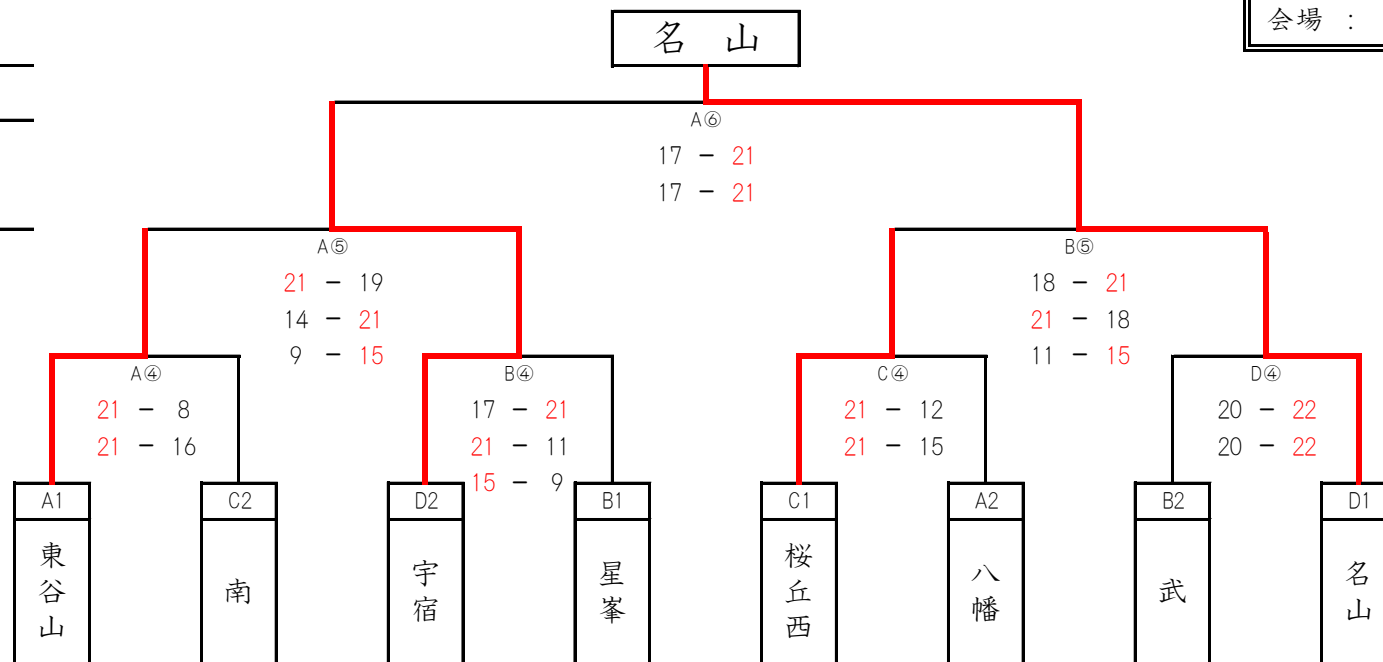 会場 :
名 山
A⑥
17 - 21
17 - 21
A⑤
21 - 19
14 - 21
9 - 15
B⑤
18 - 21
21 - 18
11 - 15
A④
21 - 8
21 - 16
B④
17 - 21
21 - 11
15 - 9
C④
21 - 12
21 - 15
D④
20 - 22
20 - 22
A1
C2
D2
B1
C1
A2
B2
D1
東谷山
南
宇宿
星峯
桜丘西
八幡
武
名山